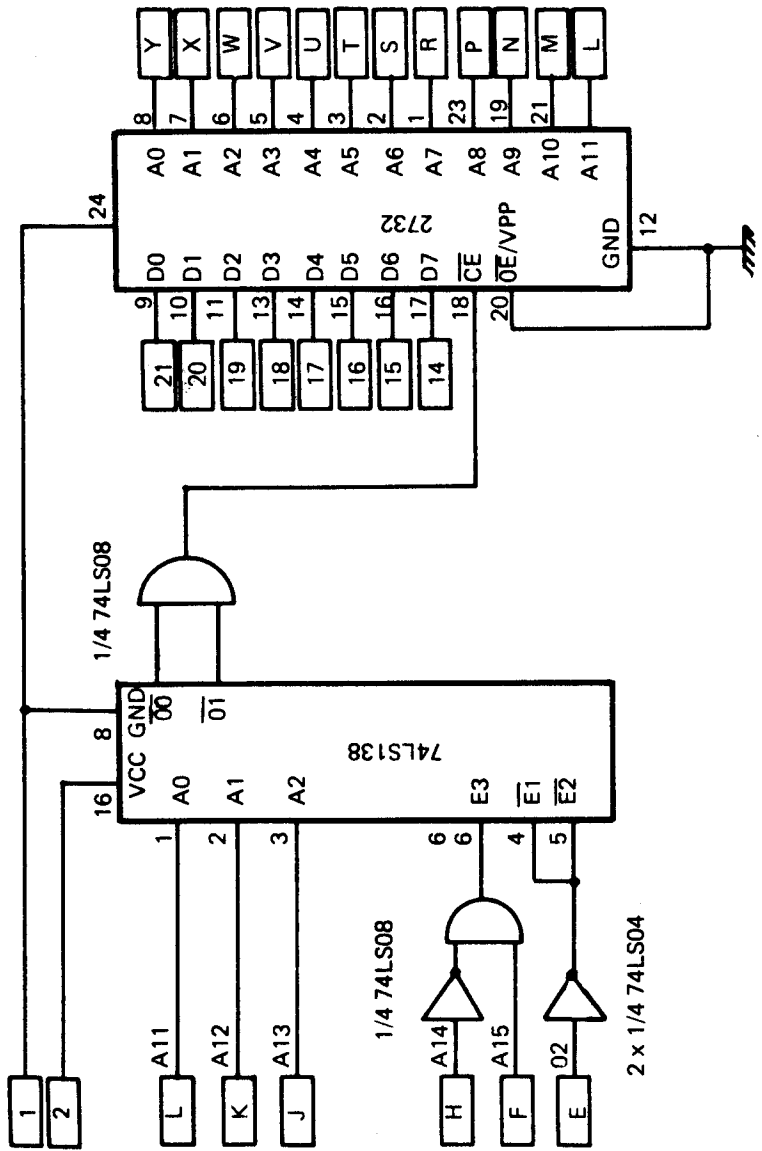 1
2
L
K
J
H
F
E
A11
A12
A13
A14
A15
02
1/4 74LS08
2 x 1/4 74LS04
16
8
1
2
3
6
6
4
5
VCC
GND
A0
A1
A2
E3
E1
E2
O0
O1
74LS138
1/4 74LS08
24
21
20
19
18
17
16
15
14
9
10
11
13
14
15
16
17
18
20
D0
D1
D2
D3
D4
D5
D6
D7
CE
OE/VPP
GND
12
2732
A0
A1
A2
A3
A4
A5
A6
A7
A8
A9
A10
A11
8
7
6
5
4
3
2
1
23
19
21
Y
X
W
V
U
T
S
R
P
N
M
L